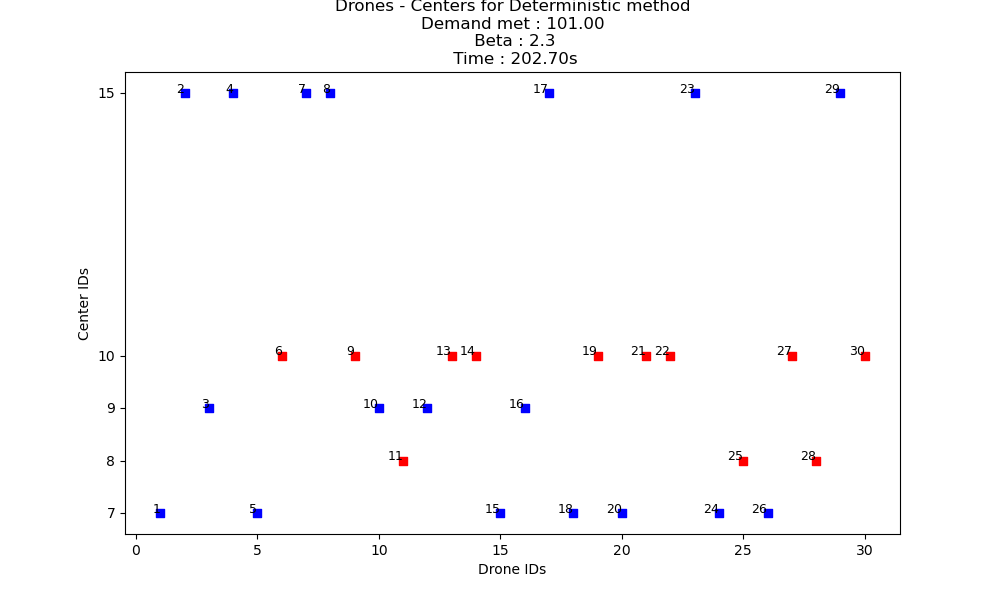 Drones - Centers for Deterministic method
Demand met : 101.00
Beta : 2.3
Time : 202.70s
15
2 4 7 8 17 23 29
Center IDs
10
6 9 13 14 19 21 22 27 30
9
3 10 12 16
8
11 25 28
7
1 5 15 18 20 24 26
0 5 10 15 20 25 30
Drone IDs